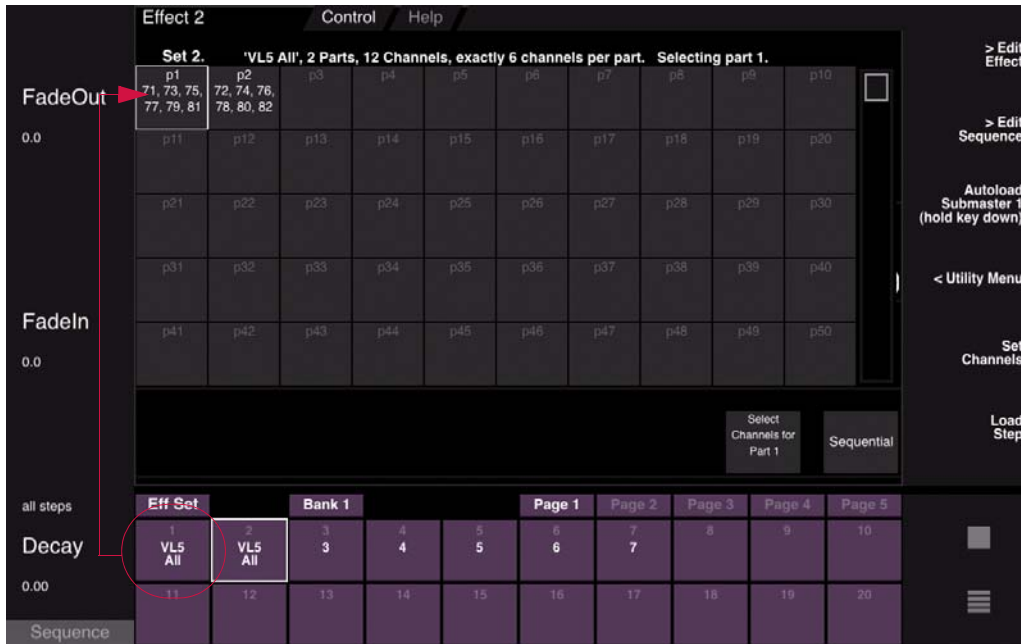 Effect 2
Control
Help
Set 2. 'VL5 All', 2 Parts, 12 Channels, exactly 6 channels per part. Selecting part 1.
p1 p2 p3 p4 p5 p6 p7 p8 p9 p10
71, 73, 75, 72, 74, 76,
77, 79, 81 78, 80, 82
p11 p12 p13 p14 p15 p16 p17 p18 p19 p20
p21 p22 p23 p24 p25 p26 p27 p28 p29 p30
p31 p32 p33 p34 p35 p36 p37 p38 p39 p40
p41 p42 p43 p44 p45 p46 p47 p48 p49 p50
FadeOut
0.0
FadeIn
0.0
> Edit
Effect
> Edit
Sequence
Autoload
Submaster 1
(hold key down)
< Utility Menu
Set
Channels
Load
Step
Select
Channels for
Part 1
Sequential
all steps
Decay
0.00
Sequence
Eff Set
Bank 1
Page 1 Page 2 Page 3 Page 4 Page 5
1 2 3 4 5 6 7 8 9 10
VL5 VL5 3 4 5 6 7
All All
11 12 13 14 15 16 17 18 19 20